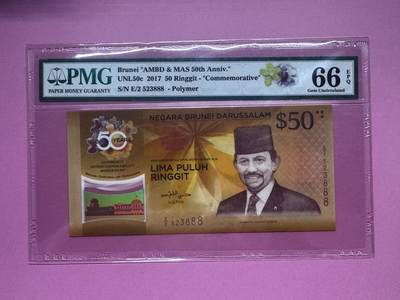 PMG
PAPER MONEY GUARANTY
Brunei "AMBD & MAS 50th Anniv."
UNL50c 2017 50 Ringgit - "Commemorative"
S/N E/2 523888 - Polymer
66 EPQ
Gem Uncirculated
NEGARA BRUNEI DARUSSALAM
$50
50
YEARS
LIMA PULUH
RINGGIT
E/2 523888
E/2 523888